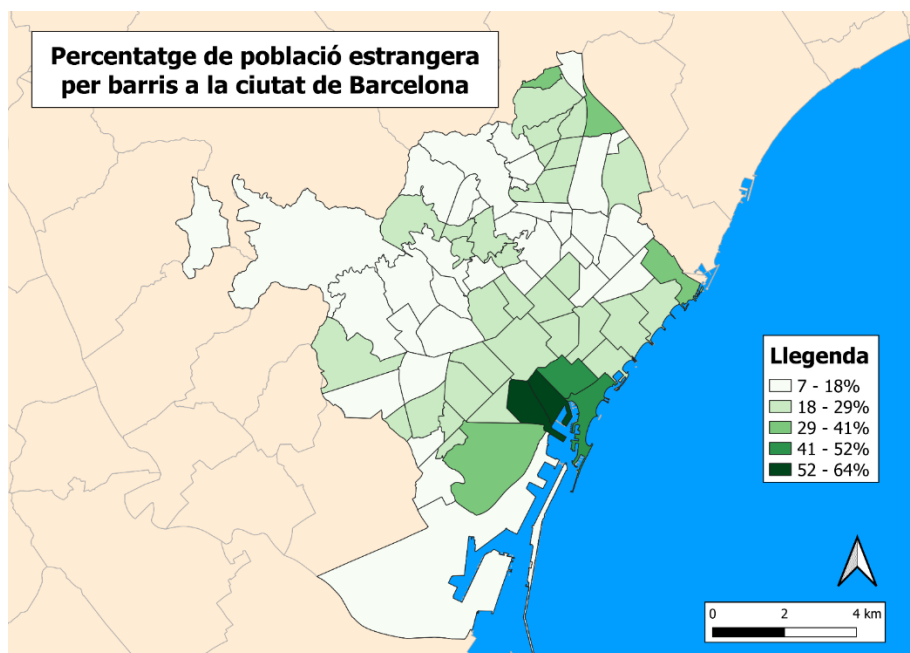 Percentatge de població estrangera
per barris a la ciutat de Barcelona
Llegenda
7 - 18%
18 - 29%
29 - 41%
41 - 52%
52 - 64%
0 2 4 km